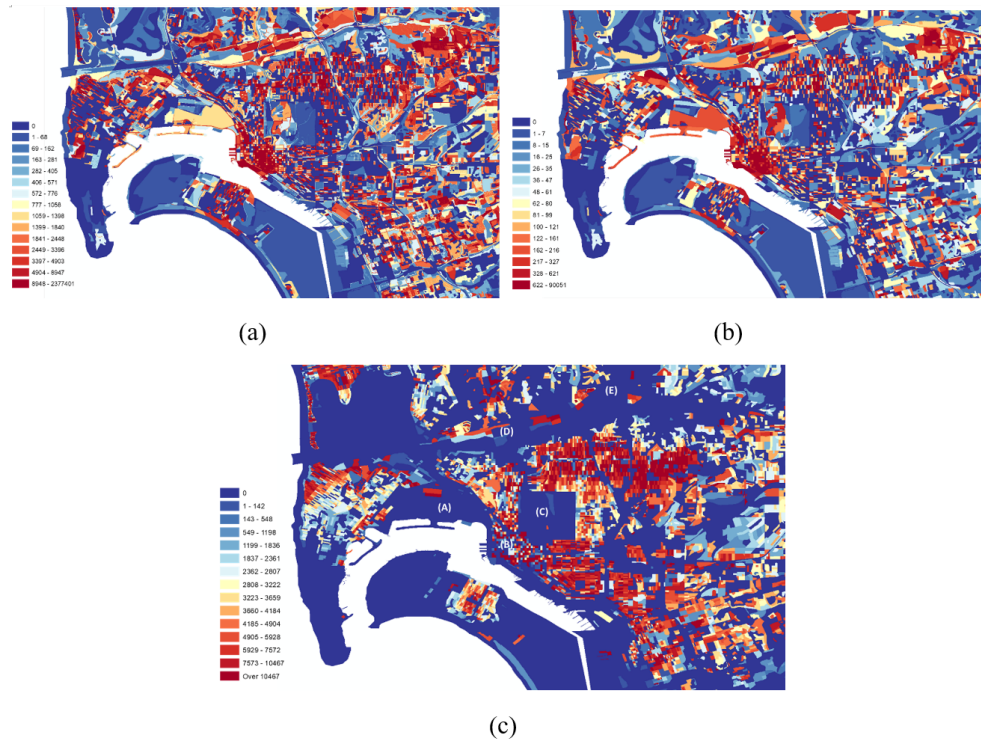 0
1 - 68
69 - 162
163 - 281
282 - 405
406 - 571
572 - 776
777 - 1058
1059 - 1398
1399 - 1840
1841 - 2448
2449 - 3396
3397 - 4903
4904 - 8947
8948 - 2377401
(a)
0
1 - 7
8 - 15
16 - 25
26 - 35
36 - 47
48 - 61
62 - 80
81 - 99
100 - 121
122 - 161
162 - 216
217 - 327
328 - 621
622 - 90051
(b)
0
1 - 142
143 - 548
549 - 1198
1199 - 1836
1837 - 2361
2362 - 2807
2808 - 3222
3223 - 3659
3660 - 4184
4185 - 4904
4905 - 5928
5929 - 7572
7573 - 10467
Over 10467
(E)
(D)
(A)
(C)
(B)
(c)